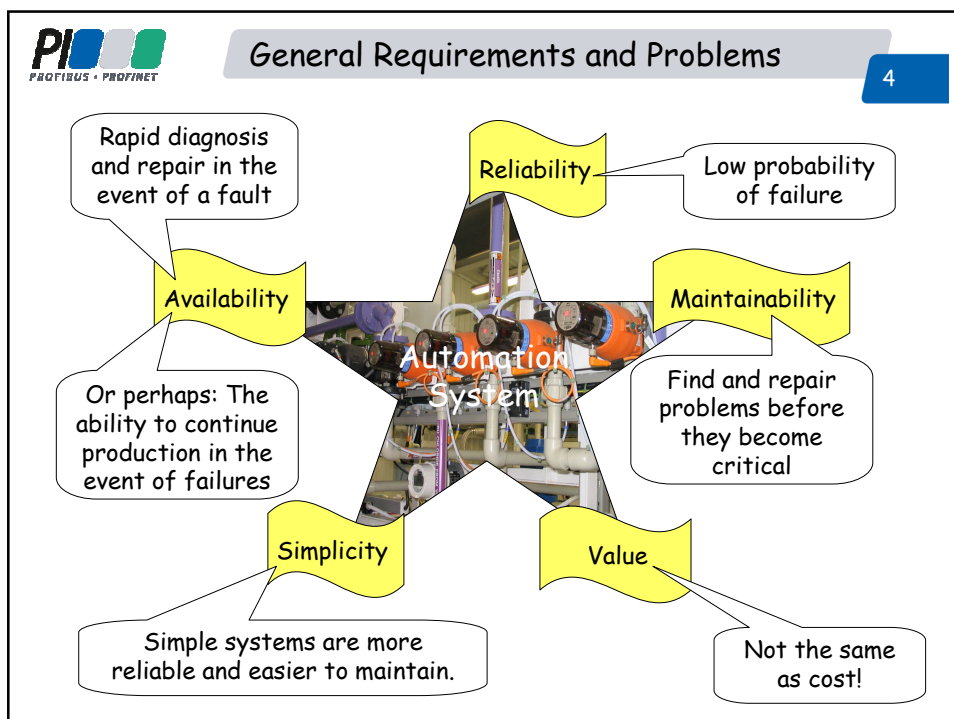 PI
PROFIBUS • PROFINET
General Requirements and Problems
4
Rapid diagnosis
and repair in the
event of a fault
Reliability
Low probability
of failure
Availability
Maintainability
Automation
System
Or perhaps: The
ability to continue
production in the
event of failures
Find and repair
problems before
they become
critical
Simplicity
Value
Simple systems are more
reliable and easier to maintain.
Not the same
as cost!